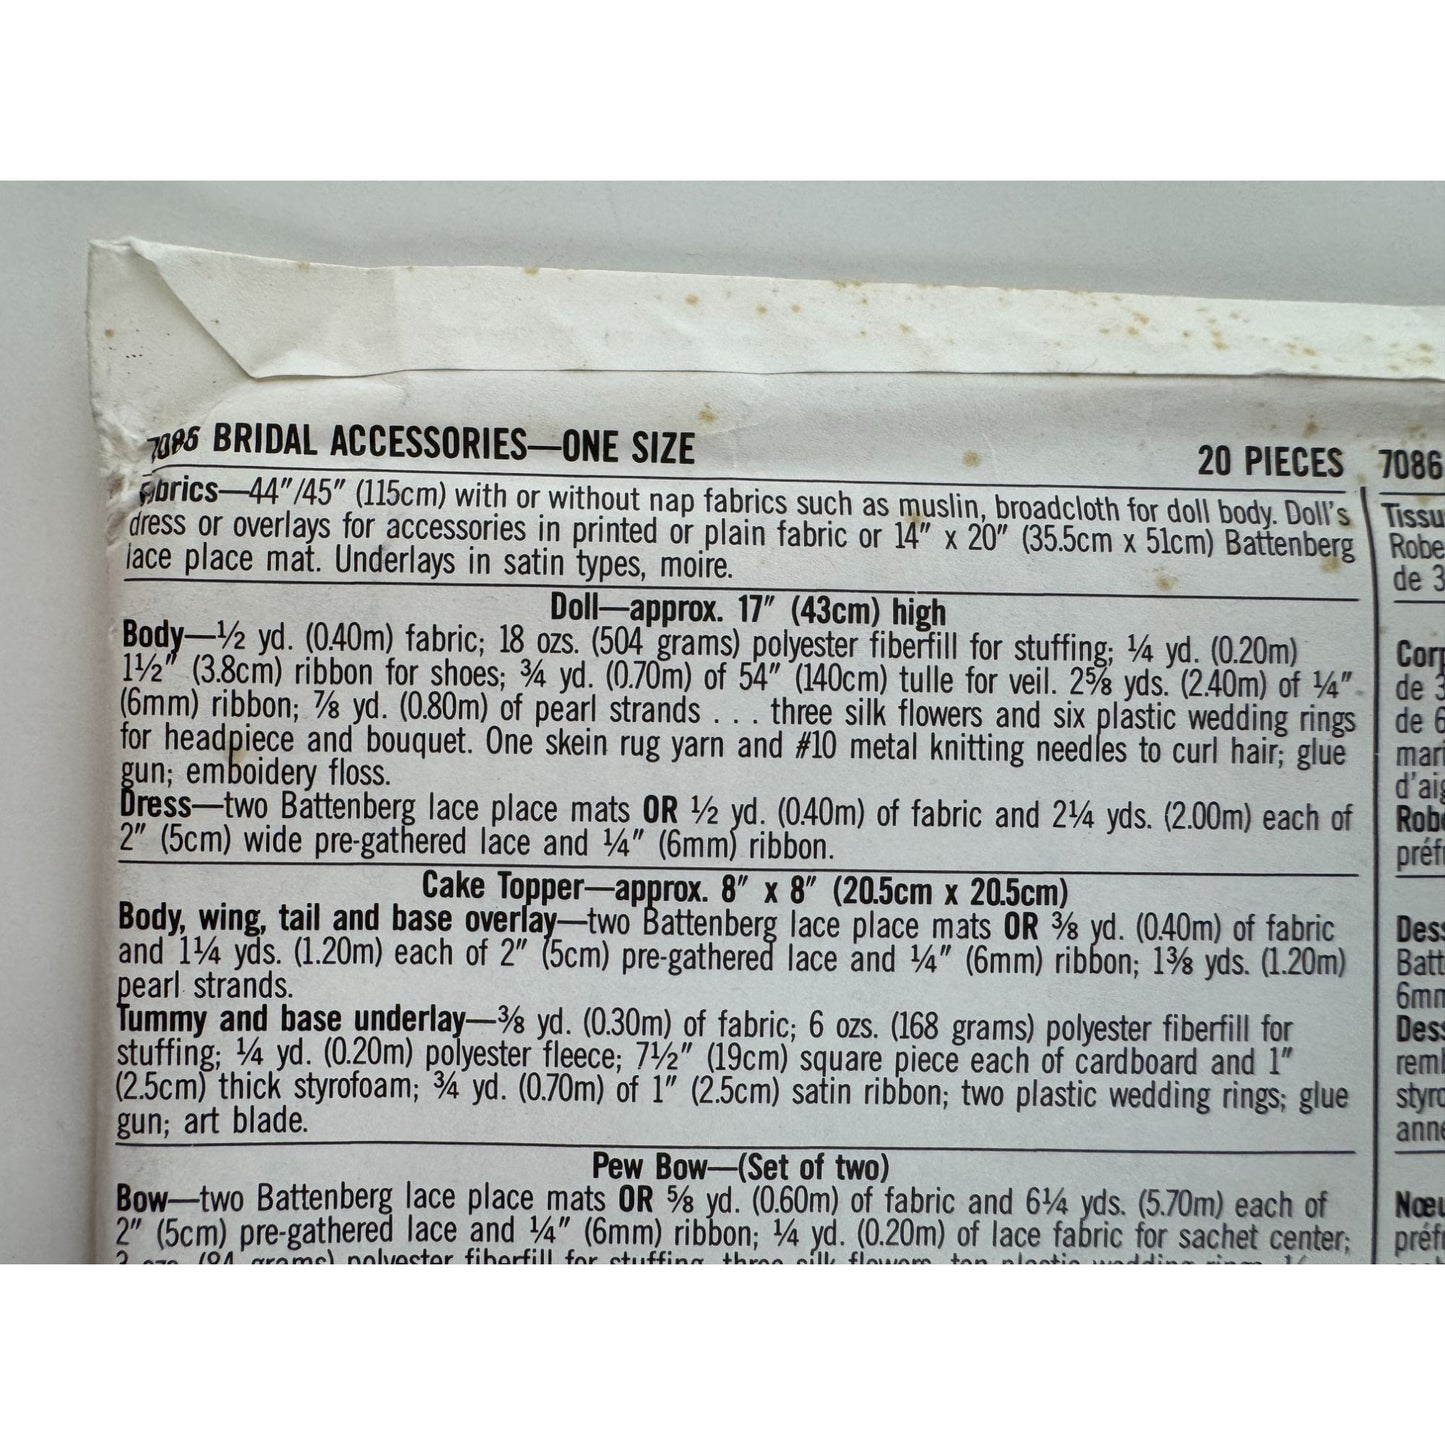 BRIDAL ACCESSORIES—ONE SIZE 20 PIECES
Fabrics—44"/45" (115cm) with or without nap fabrics such as muslin, broadcloth for doll body. Doll's
dress or overlays for accessories in printed or plain fabric or 14" x 20" (35.5cm x 51cm) Battenberg
lace place mat. Underlays in satin types, moire.
Doll—approx. 17" (43cm) high
Body—½ yd. (0.40m) fabric; 18 ozs. (504 grams) polyester fiberfill for stuffing; ¼ yd. (0.20m)
1½" (3.8cm) ribbon for shoes; ¾ yd. (0.70m) of 54" (140cm) tulle for veil. 2⅝ yds. (2.40m) of ¼"
(6mm) ribbon; ⅞ yd. (0.80m) of pearl strands . . . three silk flowers and six plastic wedding rings
for headpiece and bouquet. One skein rug yarn and #10 metal knitting needles to curl hair; glue
gun; emboidery floss.
Dress—two Battenberg lace place mats OR ½ yd. (0.40m) of fabric and 2¼ yds. (2.00m) each of
2" (5cm) wide pre-gathered lace and ¼" (6mm) ribbon.
Cake Topper—approx. 8" x 8" (20.5cm x 20.5cm)
Body, wing, tail and base overlay—two Battenberg lace place mats OR ⅜ yd. (0.40m) of fabric
and 1¼ yds. (1.20m) each of 2" (5cm) pre-gathered lace and ¼" (6mm) ribbon; 1⅜ yds. (1.20m)
pearl strands.
Tummy and base underlay—⅜ yd. (0.30m) of fabric; 6 ozs. (168 grams) polyester fiberfill for
stuffing; ¼ yd. (0.20m) polyester fleece; 7½" (19cm) square piece each of cardboard and 1"
(2.5cm) thick styrofoam; ¾ yd. (0.70m) of 1" (2.5cm) satin ribbon; two plastic wedding rings; glue
gun; art blade.
Pew Bow—(Set of two)
Bow—two Battenberg lace place mats OR ⅝ yd. (0.60m) of fabric and 6¼ yds. (5.70m) each of
2" (5cm) pre-gathered lace and ¼" (6mm) ribbon; ¼ yd. (0.20m) of lace fabric for sachet center;
(84 grams) polyester fiberfill for stuffing, three silk flowers, ten plastic wedding rings,
7086
Tissu
Robe
de 3
Corp
de 3
de 6
mari
d'aig
Robe
préf
Dess
Batt
6mm
Dess
remb
styro
anne
Nœu
préf